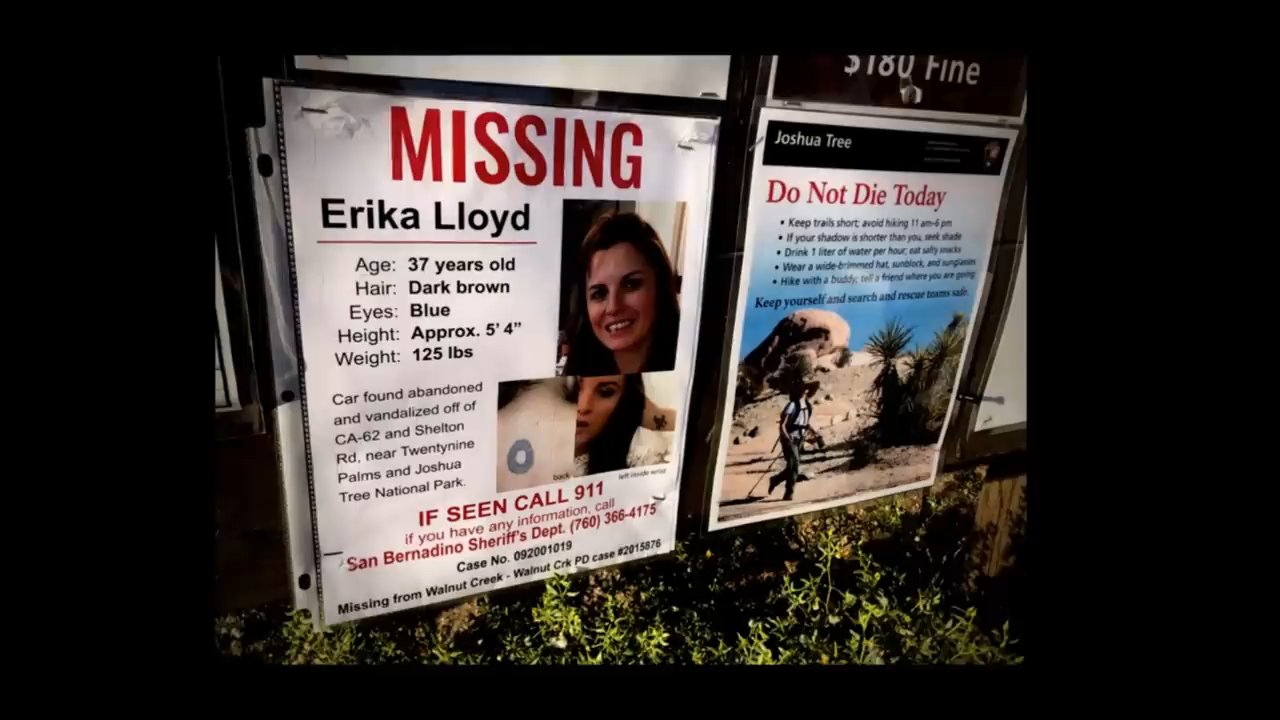 MISSING
Erika Lloyd
Age: 37 years old
Hair: Dark brown
Eyes: Blue
Height: Approx. 5' 4"
Weight: 125 lbs
Car found abandoned
and vandalized off of
CA-62 and Shelton
Rd, near Twentynine
Palms and Joshua
Tree National Park.
back
left inside wrist
IF SEEN CALL 911
if you have any information, call
San Bernadino Sheriff's Dept. (760) 366-4175
Case No. 092001019
Missing from Walnut Creek - Walnut Crk PD case #2015876
$180 Fine
Joshua Tree
Do Not Die Today
• Keep trails short; avoid hiking 11 am-6 pm
• If your shadow is shorter than you, seek shade
• Drink 1 liter of water per hour; eat salty snacks
• Wear a wide-brimmed hat, sunblock, and sunglasses
• Hike with a buddy; tell a friend where you are going
Keep yourself and search and rescue teams safe.